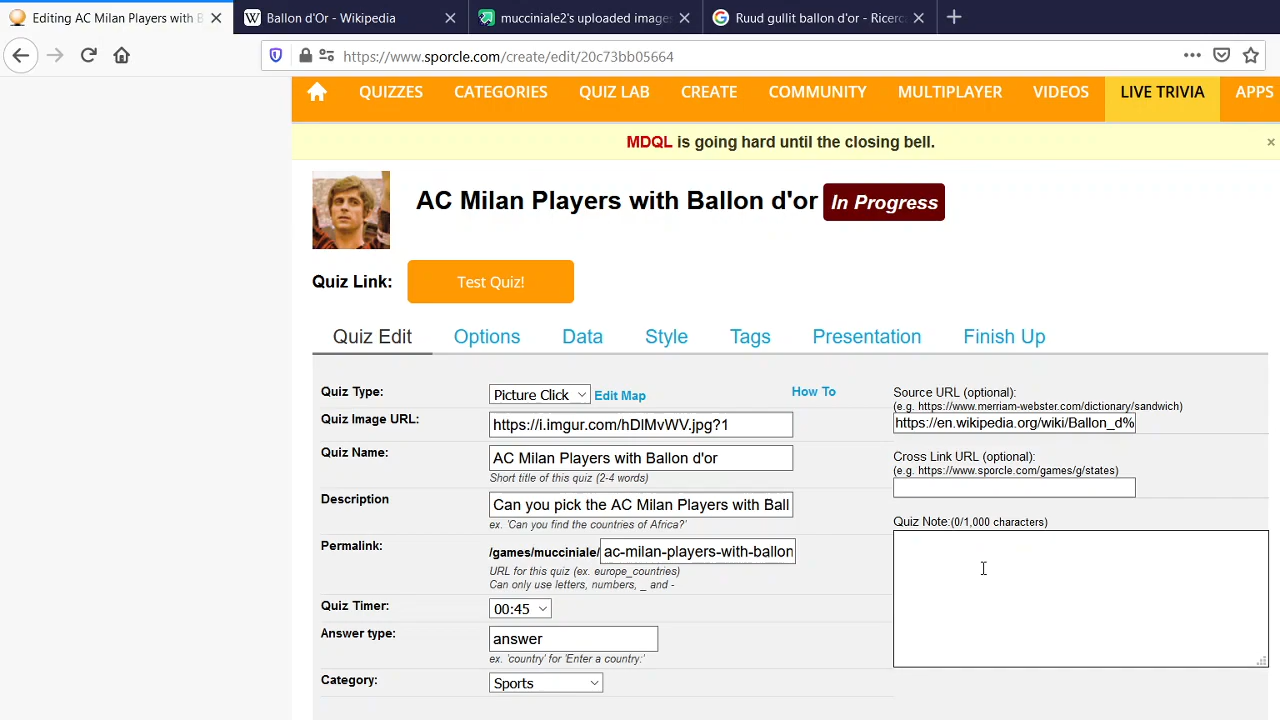 Editing AC Milan Players with B
Ballon d'Or - Wikipedia
mucciniale2's uploaded images
Ruud gullit ballon d'or - Ricerc
https://www.sporcle.com/create/edit/20c73bb05664
QUIZZES
CATEGORIES
QUIZ LAB
CREATE
COMMUNITY
MULTIPLAYER
VIDEOS
LIVE TRIVIA
APPS
MDQL is going hard until the closing bell.
×
AC Milan Players with Ballon d'or In Progress
Quiz Link:
Test Quiz!
Quiz Edit
Options
Data
Style
Tags
Presentation
Finish Up
Quiz Type:
Picture Click
Edit Map
How To
Quiz Image URL:
https://i.imgur.com/hDlMvWV.jpg?1
Quiz Name:
AC Milan Players with Ballon d'or
Short title of this quiz (2-4 words)
Description
Can you pick the AC Milan Players with Ball
ex. 'Can you find the countries of Africa?'
Permalink:
/games/mucciniale/
ac-milan-players-with-ballon
URL for this quiz (ex. europe_countries)
Can only use letters, numbers, _ and -
Quiz Timer:
00:45
Answer type:
answer
ex. 'country' for 'Enter a country:'
Category:
Sports
Source URL (optional):
(e.g. https://www.merriam-webster.com/dictionary/sandwich)
https://en.wikipedia.org/wiki/Ballon_d%
Cross Link URL (optional):
(e.g. https://www.sporcle.com/games/g/states)
Quiz Note:(0/1,000 characters)